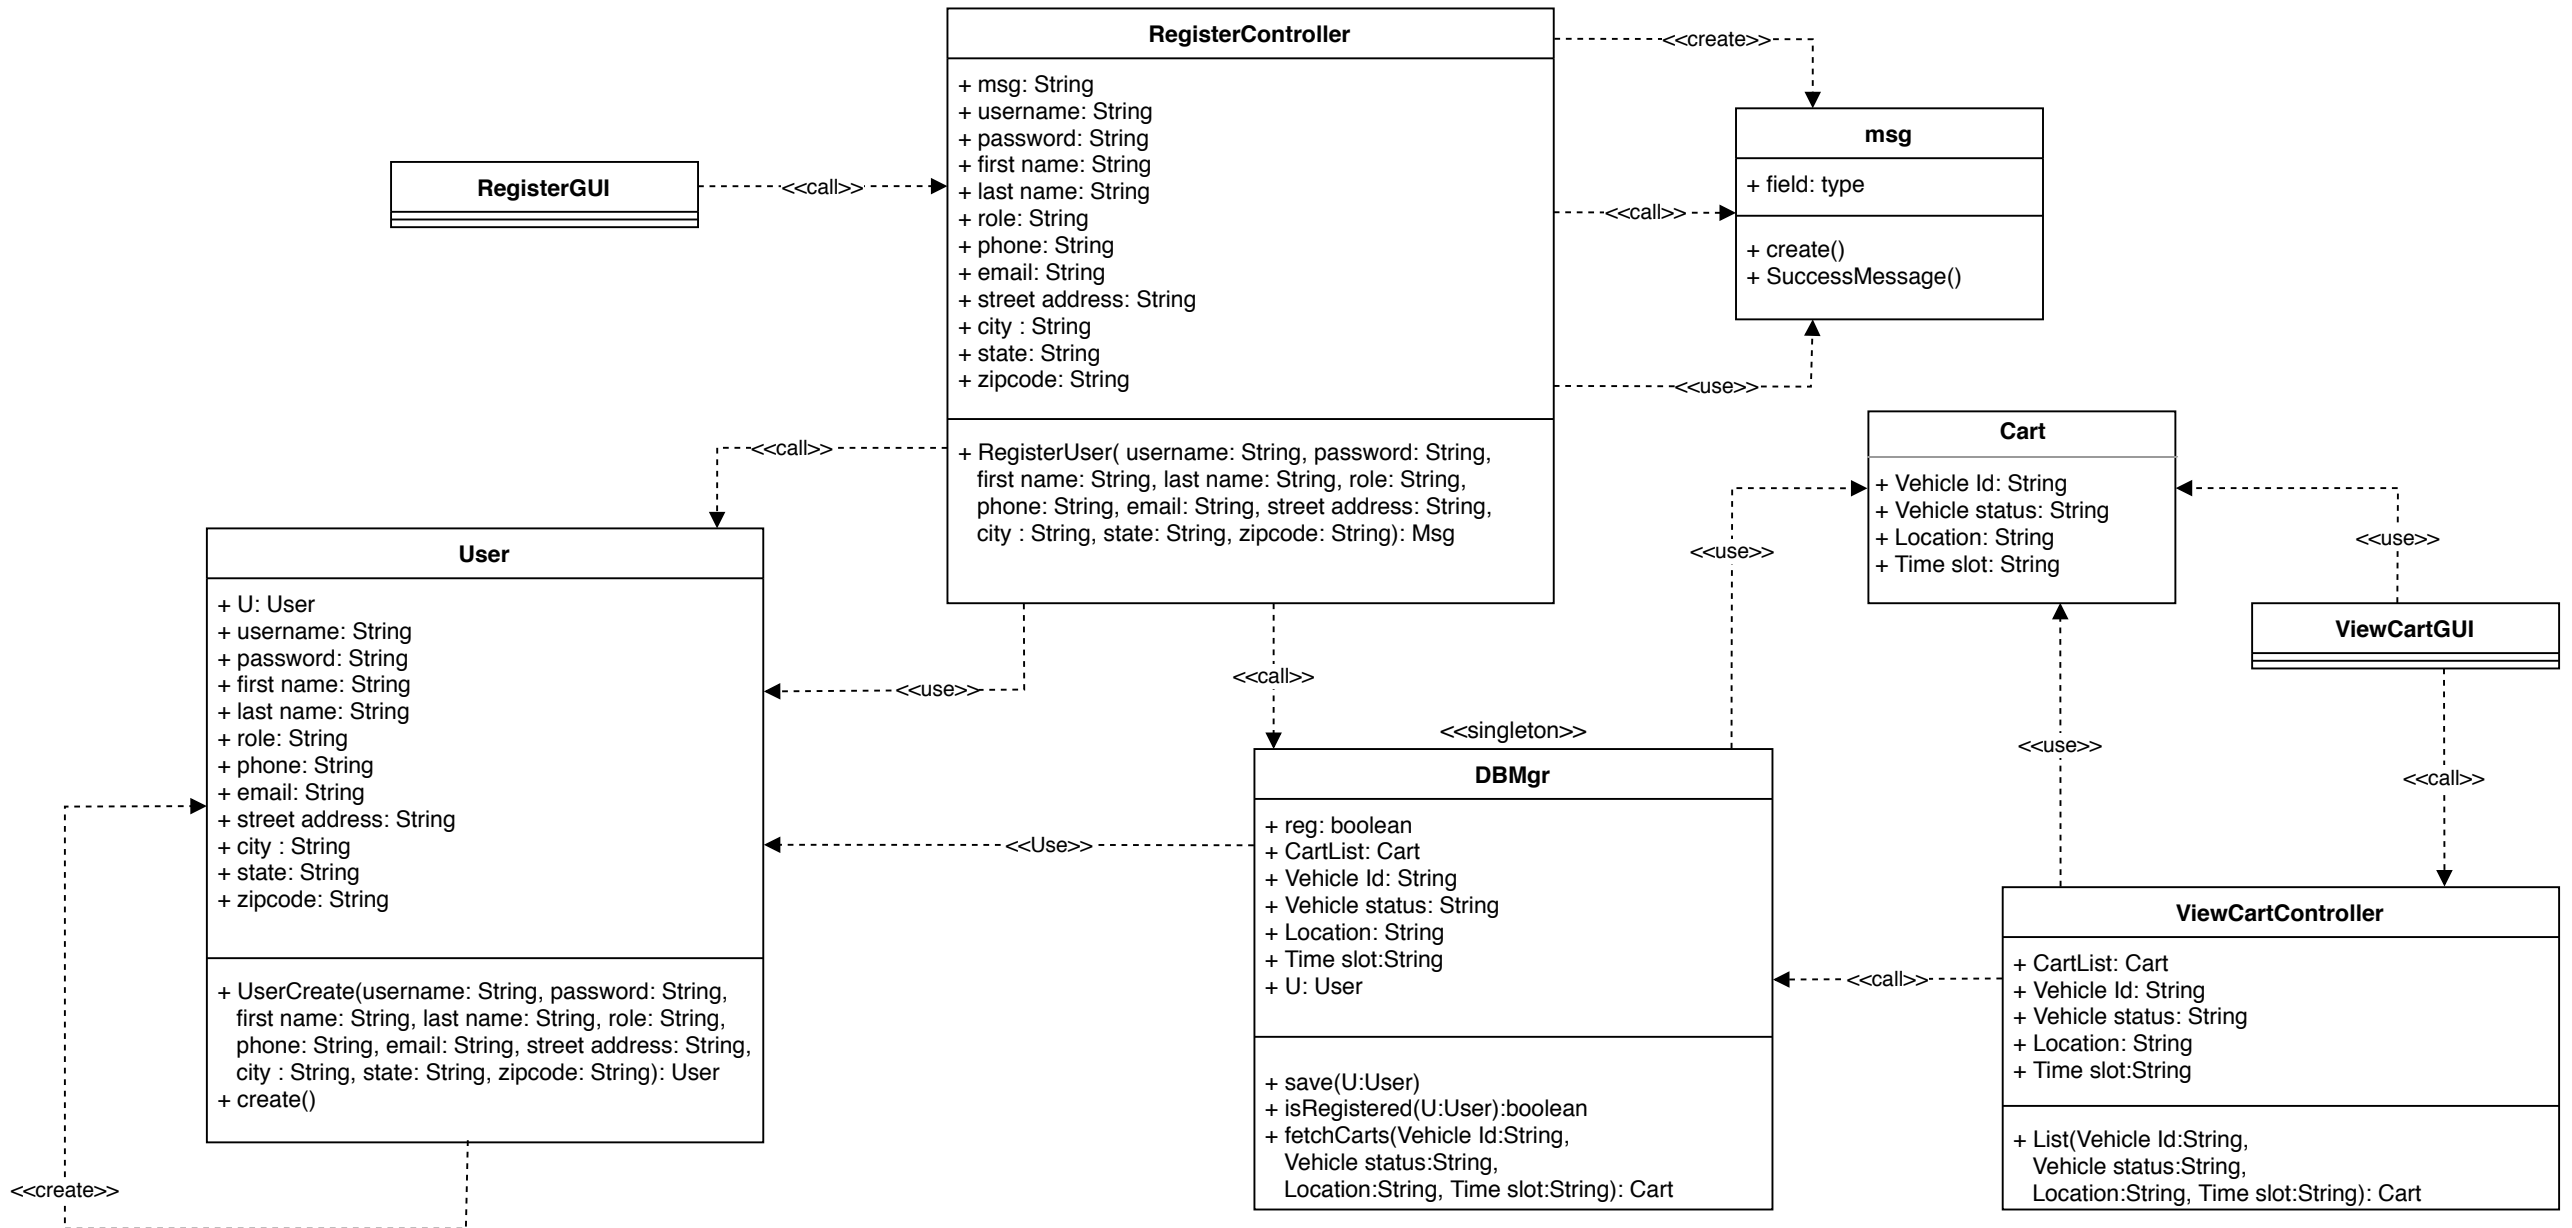 RegisterController
+ msg: String
+ username: String
+ password: String
+ first name: String
+ last name: String
+ role: String
+ phone: String
+ email: String
+ street address: String
+ city : String
+ state: String
+ zipcode: String
+ RegisterUser( username: String, password: String,
first name: String, last name: String, role: String,
phone: String, email: String, street address: String,
city : String, state: String, zipcode: String): Msg
<<create>>
msg
+ field: type
+ create()
+ SuccessMessage()
RegisterGUI
<<call>>
<<call>>
<<use>>
<<call>>
Cart
+ Vehicle Id: String
+ Vehicle status: String
+ Location: String
+ Time slot: String
<<use>>
<<use>>
ViewCartGUI
User
+ U: User
+ username: String
+ password: String
+ first name: String
+ last name: String
+ role: String
+ phone: String
+ email: String
+ street address: String
+ city : String
+ state: String
+ zipcode: String
+ UserCreate(username: String, password: String,
first name: String, last name: String, role: String,
phone: String, email: String, street address: String,
city : String, state: String, zipcode: String): User
+ create()
<<create>>
<<use>>
<<call>>
<<singleton>>
<<Use>>
DBMgr
+ reg: boolean
+ CartList: Cart
+ Vehicle Id: String
+ Vehicle status: String
+ Location: String
+ Time slot:String
+ U: User
+ save(U:User)
+ isRegistered(U:User):boolean
+ fetchCarts(Vehicle Id:String,
Vehicle status:String,
Location:String, Time slot:String): Cart
<<use>>
<<call>>
<<call>>
ViewCartController
+ CartList: Cart
+ Vehicle Id: String
+ Vehicle status: String
+ Location: String
+ Time slot:String
+ List(Vehicle Id:String,
Vehicle status:String,
Location:String, Time slot:String): Cart